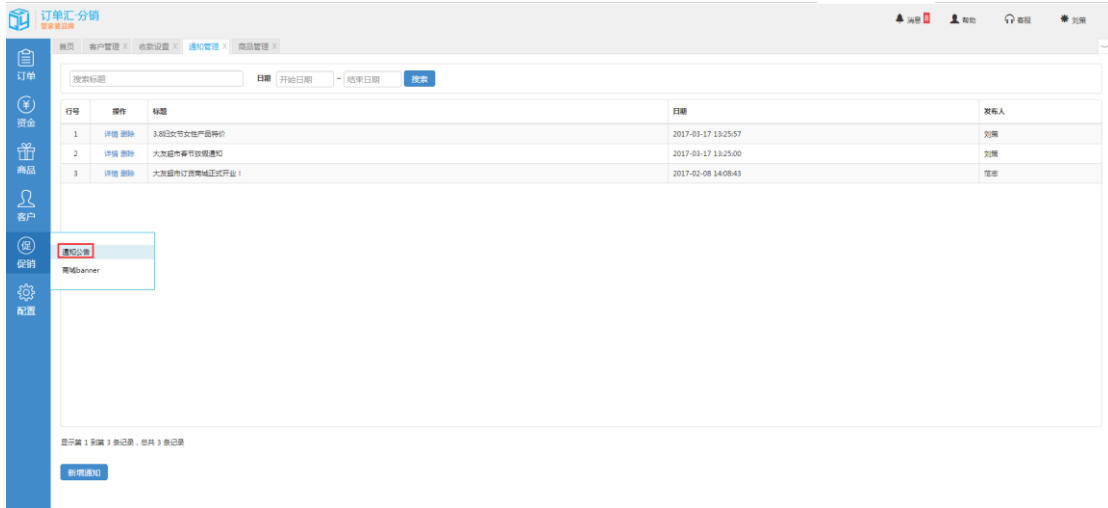 订单汇·分销
管家婆品牌
消息 8 帮助 客服 刘策
首页 客户管理 X 收款设置 X 通知管理 X 商品管理 X
搜索标题 日期 开始日期 - 结束日期 搜索
行号 操作 标题 日期 发布人
1 详情 删除 3.8妇女节女性产品特价 2017-03-17 13:25:57 刘策
2 详情 删除 大友超市春节放假通知 2017-03-17 13:25:00 刘策
3 详情 删除 大友超市订货商城正式开业！ 2017-02-08 14:08:43
订单
资金
商品
客户
促销
促
通知公告
商城banner
配置
显示第 1 到第 3 条记录，总共 3 条记录
新增通知